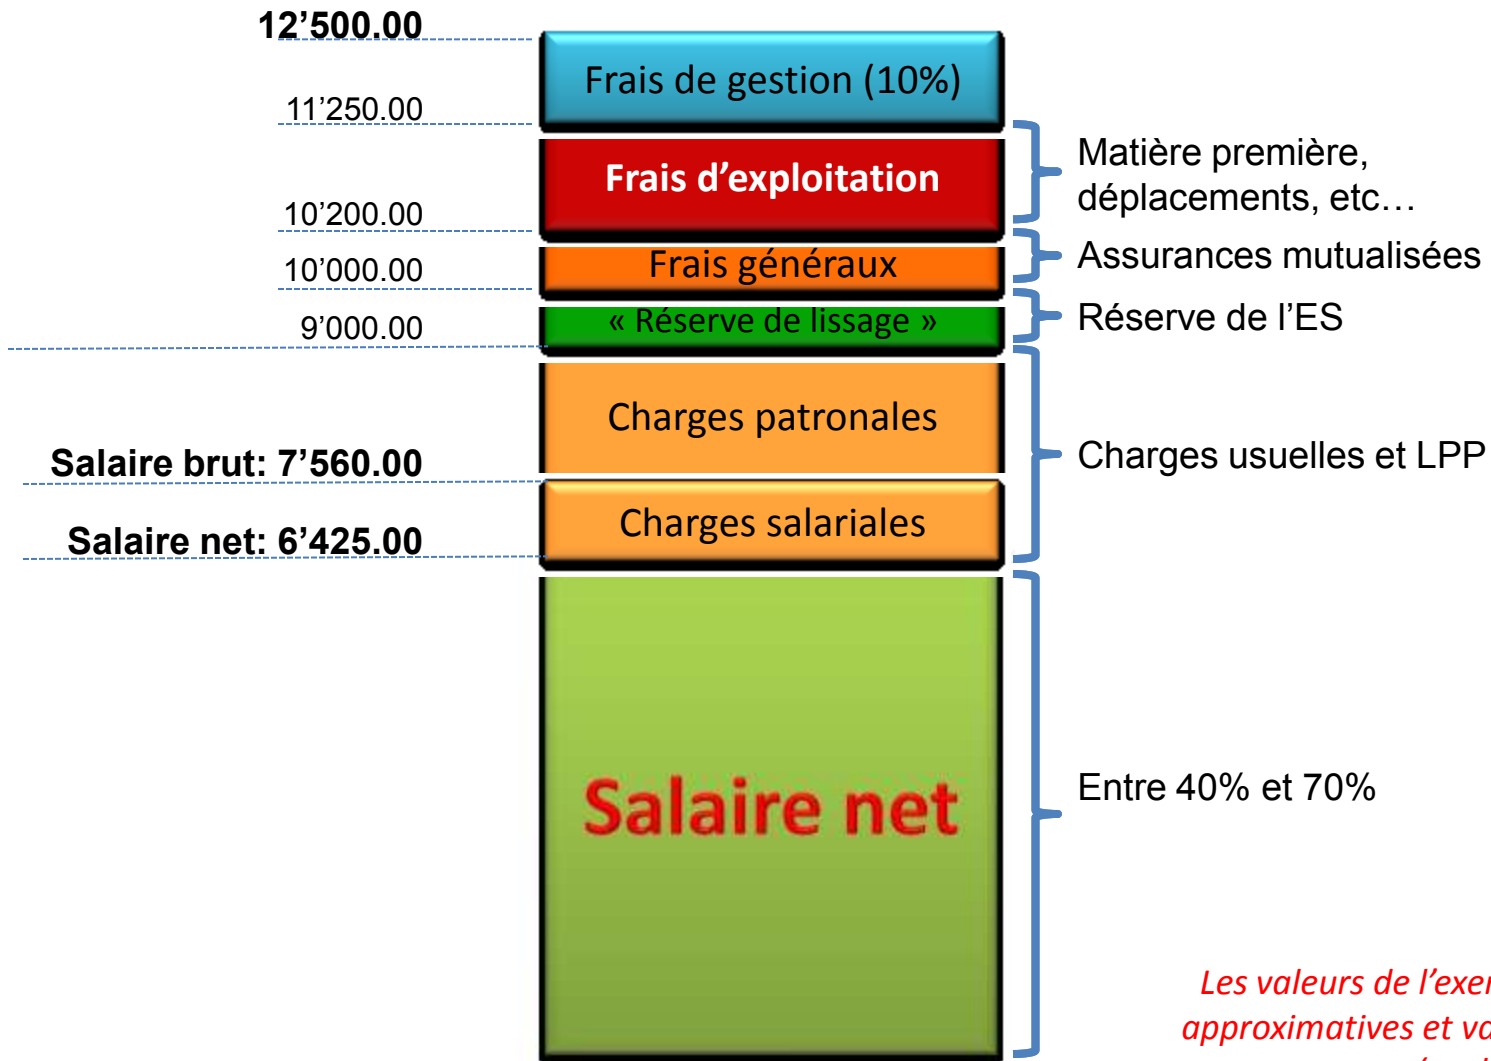 12’500.00
Frais de gestion (10%)
11’250.00
Frais d’exploitation
Matière première,
déplacements, etc…
10’200.00
Frais généraux
Assurances mutualisées
10’000.00
« Réserve de lissage »
Réserve de l’ES
9’000.00
Charges patronales
Charges usuelles et LPP
Salaire brut: 7’560.00
Charges salariales
Salaire net: 6’425.00
Salaire net
Entre 40% et 70%
Les valeurs de l’exem
approximatives et va